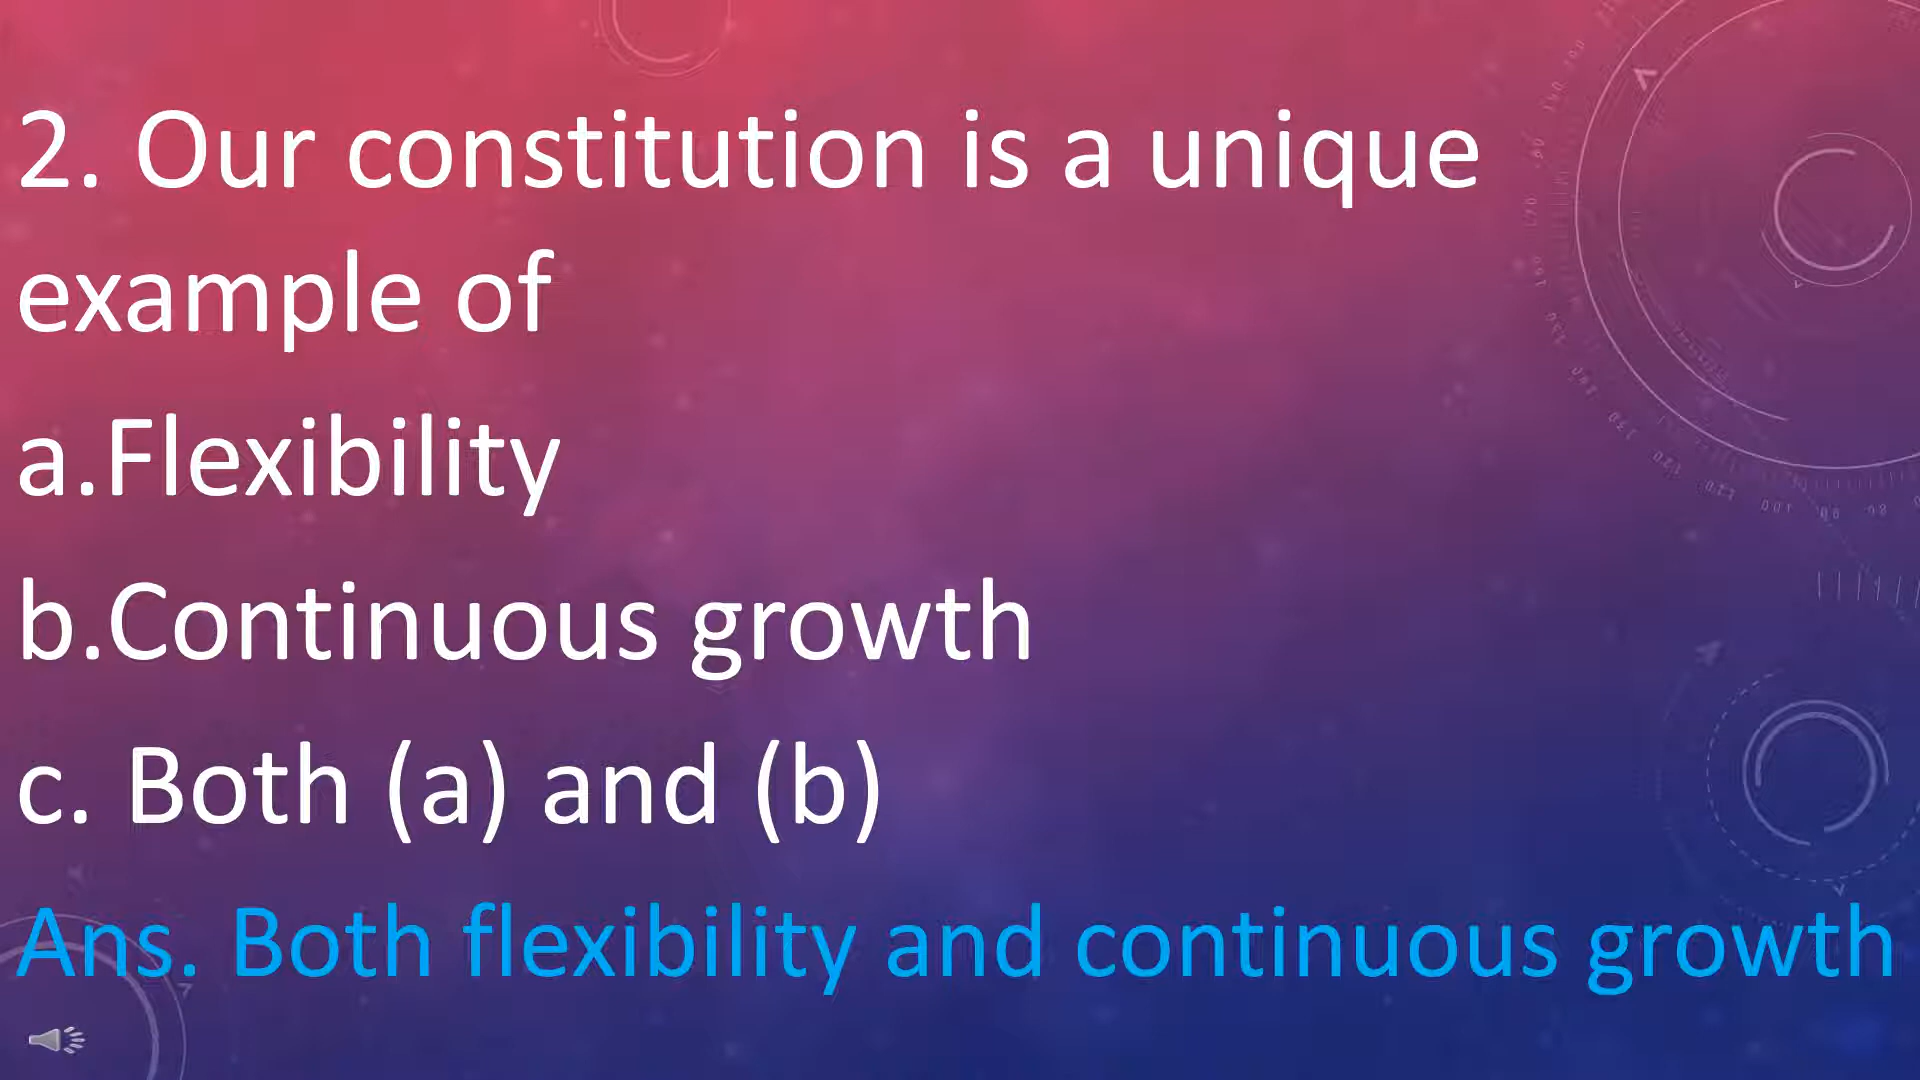 2. Our constitution is a unique
example of
a.Flexibility
b.Continuous growth
c. Both (a) and (b)
Ans. Both flexibility and continuous growth